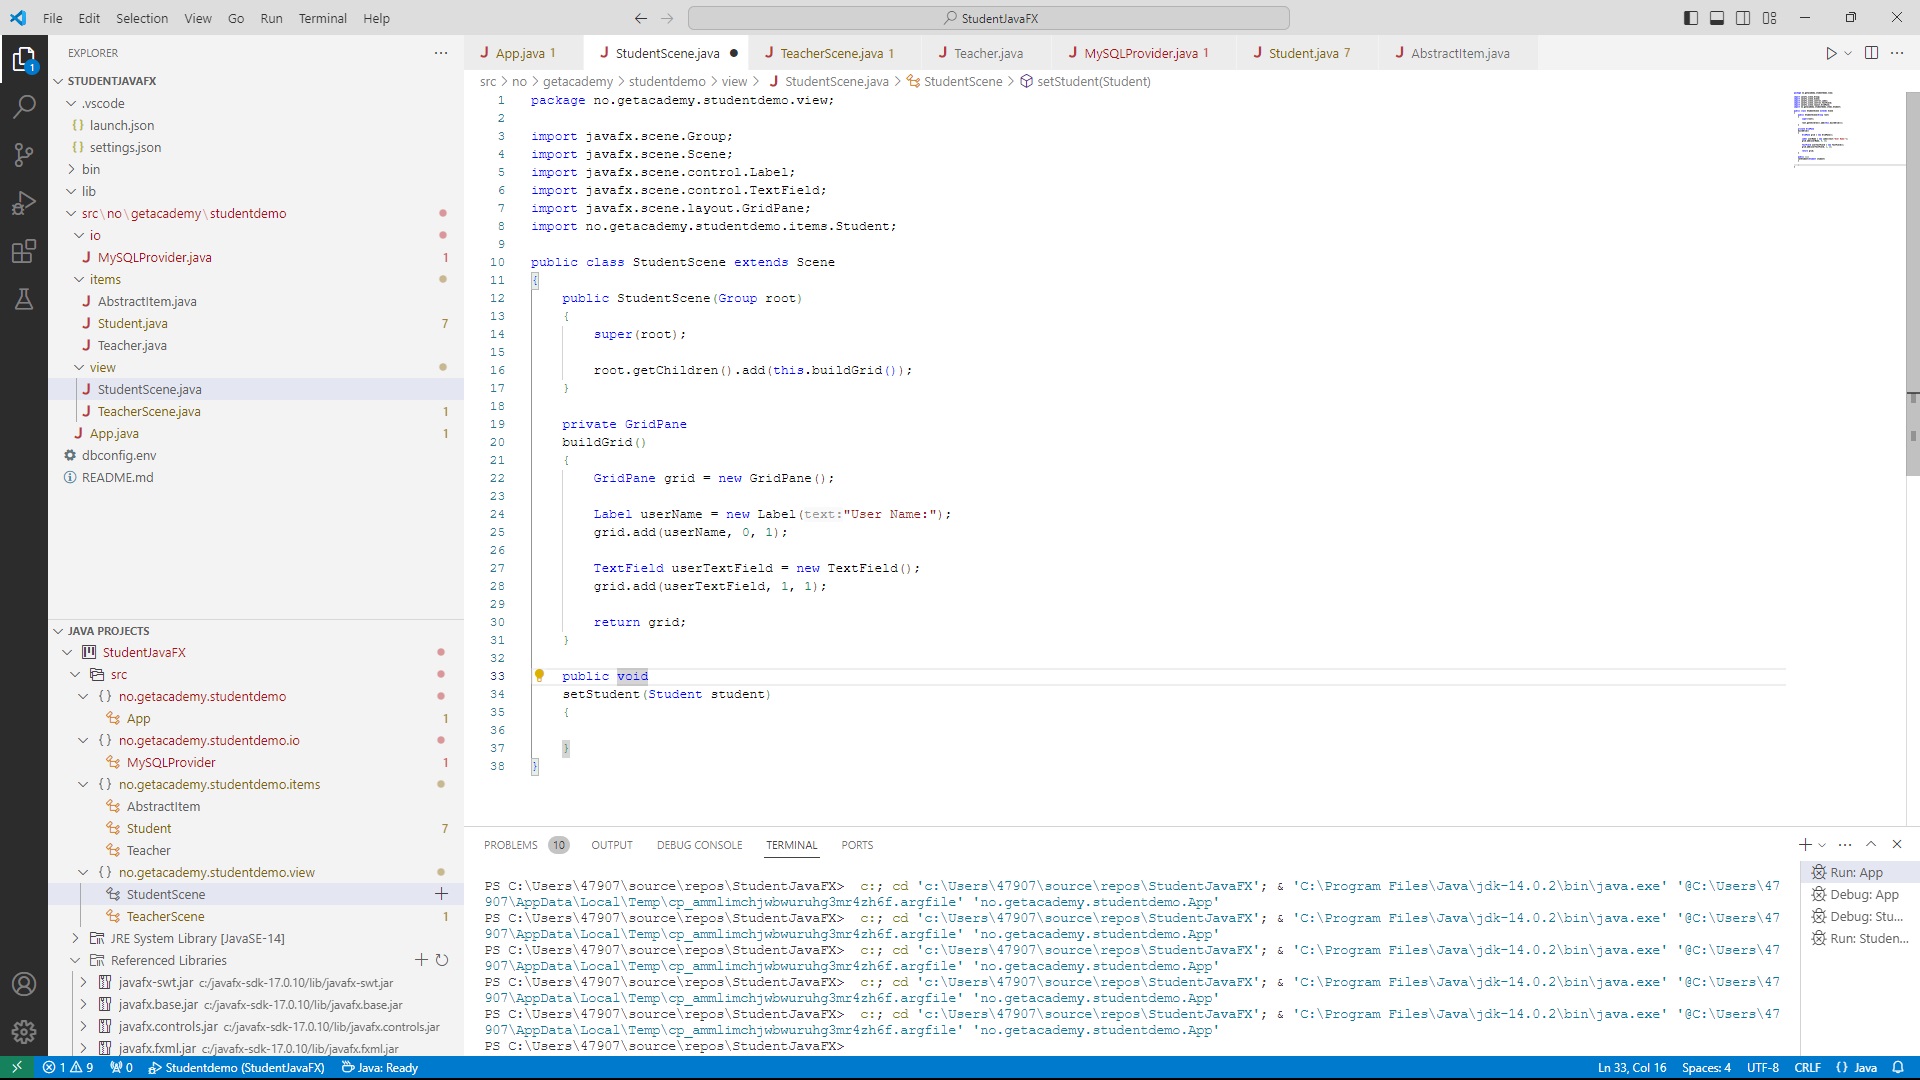 File Edit Selection View Go Run Terminal Help
StudentJavaFX
EXPLORER
STUDENTJAVAFX
.vscode
launch.json
settings.json
bin
lib
src\no\getacademy\studentdemo
io
MySQLProvider.java 1
items
AbstractItem.java
Student.java 7
Teacher.java
view
StudentScene.java
TeacherScene.java 1
App.java 1
dbconfig.env
README.md
JAVA PROJECTS
StudentJavaFX
src
no.getacademy.studentdemo
App 1
no.getacademy.studentdemo.io
MySQLProvider 1
no.getacademy.studentdemo.items
AbstractItem
Student 7
Teacher
no.getacademy.studentdemo.view
StudentScene
TeacherScene 1
JRE System Library [JavaSE-14]
Referenced Libraries
javafx-swt.jar c:/javafx-sdk-17.0.10/lib/javafx-swt.jar
javafx.base.jar c:/javafx-sdk-17.0.10/lib/javafx.base.jar
javafx.controls.jar c:/javafx-sdk-17.0.10/lib/javafx.controls.jar
javafx.fxml.jar c:/javafx-sdk-17.0.10/lib/javafx.fxml.jar
App.java 1 StudentScene.java TeacherScene.java 1 Teacher.java MySQLProvider.java 1 Student.java 7 AbstractItem.java
src > no > getacademy > studentdemo > view > StudentScene.java > StudentScene > setStudent(Student)
1 package no.getacademy.studentdemo.view;
2
3 import javafx.scene.Group;
4 import javafx.scene.Scene;
5 import javafx.scene.control.Label;
6 import javafx.scene.control.TextField;
7 import javafx.scene.layout.GridPane;
8 import no.getacademy.studentdemo.items.Student;
9
10 public class StudentScene extends Scene
11 {
12 public StudentScene(Group root)
13 {
14 super(root);
15
16 root.getChildren().add(this.buildGrid());
17 }
18
19 private GridPane
20 buildGrid()
21 {
22 GridPane grid = new GridPane();
23
24 Label userName = new Label(text:"User Name:");
25 grid.add(userName, 0, 1);
26
27 TextField userTextField = new TextField();
28 grid.add(userTextField, 1, 1);
29
30 return grid;
31 }
32
33 public void
34 setStudent(Student student)
35 {
36
37 }
38 }
PROBLEMS 10 OUTPUT DEBUG CONSOLE TERMINAL PORTS
PS C:\Users\47907\source\repos\StudentJavaFX> c:; cd 'c:\Users\47907\source\repos\StudentJavaFX'; & 'C:\Program Files\Java\jdk-14.0.2\bin\java.exe' '@C:\Users\47
907\AppData\Local\Temp\cp_ammlimchjwbwuruhg3mr4zh6f.argfile' 'no.getacademy.studentdemo.App'
PS C:\Users\47907\source\repos\StudentJavaFX> c:; cd 'c:\Users\47907\source\repos\StudentJavaFX'; & 'C:\Program Files\Java\jdk-14.0.2\bin\java.exe' '@C:\Users\47
907\AppData\Local\Temp\cp_ammlimchjwbwuruhg3mr4zh6f.argfile' 'no.getacademy.studentdemo.App'
PS C:\Users\47907\source\repos\StudentJavaFX> c:; cd 'c:\Users\47907\source\repos\StudentJavaFX'; & 'C:\Program Files\Java\jdk-14.0.2\bin\java.exe' '@C:\Users\47
907\AppData\Local\Temp\cp_ammlimchjwbwuruhg3mr4zh6f.argfile' 'no.getacademy.studentdemo.App'
PS C:\Users\47907\source\repos\StudentJavaFX> c:; cd 'c:\Users\47907\source\repos\StudentJavaFX'; & 'C:\Program Files\Java\jdk-14.0.2\bin\java.exe' '@C:\Users\47
907\AppData\Local\Temp\cp_ammlimchjwbwuruhg3mr4zh6f.argfile' 'no.getacademy.studentdemo.App'
PS C:\Users\47907\source\repos\StudentJavaFX> c:; cd 'c:\Users\47907\source\repos\StudentJavaFX'; & 'C:\Program Files\Java\jdk-14.0.2\bin\java.exe' '@C:\Users\47
907\AppData\Local\Temp\cp_ammlimchjwbwuruhg3mr4zh6f.argfile' 'no.getacademy.studentdemo.App'
PS C:\Users\47907\source\repos\StudentJavaFX>
Run: App
Debug: App
Debug: Stu...
Run: Studen...
1 9 0 Studentdemo (StudentJavaFX) Java: Ready
Ln 33, Col 16 Spaces: 4 UTF-8 CRLF {} Java